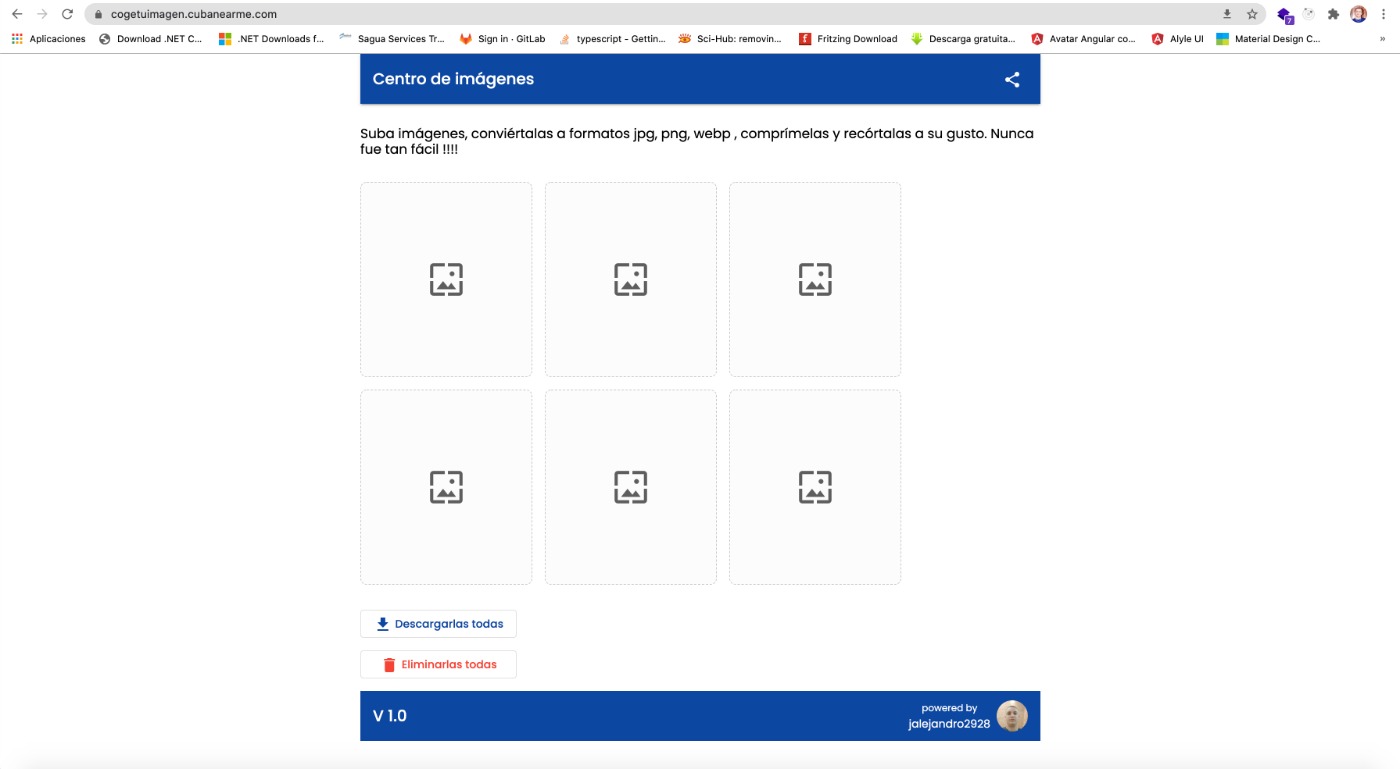 cogetuimagen.cubanearme.com
7
Aplicaciones Download .NET C... .NET Downloads f... Sagua Services Tr... Sign in · GitLab typescript - Gettin... Sci-Hub: removin... Fritzing Download Descarga gratuita... Avatar Angular co... Alyle UI Material Design C... »
Centro de imágenes
Suba imágenes, conviértalas a formatos jpg, png, webp , comprímelas y recórtalas a su gusto. Nunca
fue tan fácil !!!!
Descargarlas todas
Eliminarlas todas
V 1.0
powered by
jalejandro2928